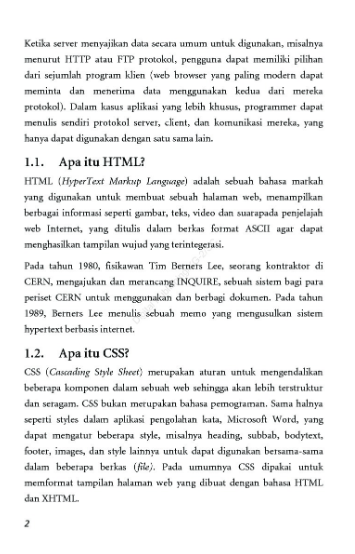 Ketika server menyajikan data secara umum untuk digunakan, misalnya
menurut HTTP atau FTP protokol, pengguna dapat memiliki pilihan
dari sejumlah program klien (web browser yang paling modern dapat
meminta dan menerima data menggunakan kedua dari mereka
protokol). Dalam kasus aplikasi yang lebih khusus, programmer dapat
menulis sendiri protokol server, client, dan komunikasi mereka, yang
hanya dapat digunakan dengan satu sama lain.
1.1. Apa itu HTML?
HTML (HyperText Markup Language) adalah sebuah bahasa markah
yang digunakan untuk membuat sebuah halaman web, menampilkan
berbagai informasi seperti gambar, teks, video dan suarapada penjelajah
web Internet, yang ditulis dalam berkas format ASCII agar dapat
menghasilkan tampilan wujud yang terintegerasi.
Pada tahun 1980, fisikawan Tim Berners Lee, seorang kontraktor di
CERN, mengajukan dan merancang INQUIRE, sebuah sistem bagi para
periset CERN untuk menggunakan dan berbagi dokumen. Pada tahun
1989, Berners Lee menulis sebuah memo yang mengusulkan sistem
hypertext berbasis internet.
1.2. Apa itu CSS?
CSS (Cascading Style Sheet) merupakan aturan untuk mengendalikan
beberapa komponen dalam sebuah web sehingga akan lebih terstruktur
dan seragam. CSS bukan merupakan bahasa pemograman. Sama halnya
seperti styles dalam aplikasi pengolahan kata, Microsoft Word, yang
dapat mengatur beberapa style, misalnya heading, subbab, bodytext,
footer, images, dan style lainnya untuk dapat digunakan bersama-sama
dalam beberapa berkas (file). Pada umumnya CSS dipakai untuk
memformat tampilan halaman web yang dibuat dengan bahasa HTML
dan XHTML.
2